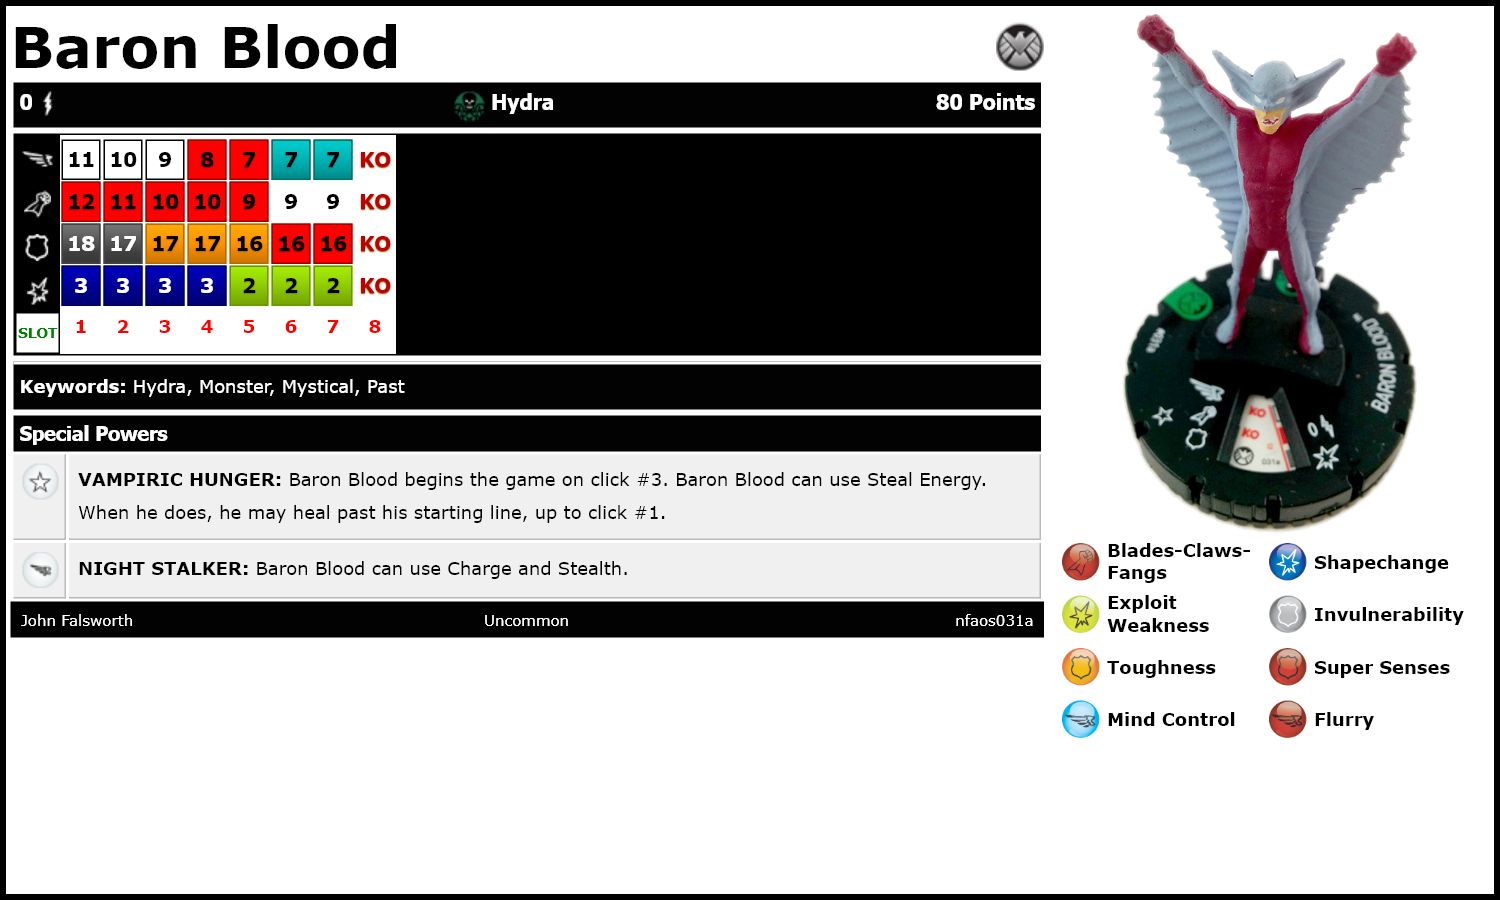 Baron Blood
0 Hydra 80 Points
11 10 9 8 7 7 7 KO
12 11 10 10 9 9 9 KO
18 17 17 17 16 16 16 KO
3 3 3 3 2 2 2 KO
SLOT 1 2 3 4 5 6 7 8
Keywords: Hydra, Monster, Mystical, Past
Special Powers
VAMPIRIC HUNGER: Baron Blood begins the game on click #3. Baron Blood can use Steal Energy.
When he does, he may heal past his starting line, up to click #1.
NIGHT STALKER: Baron Blood can use Charge and Stealth.
John Falsworth Uncommon nfaos031a
BARON BLOOD™
0
KO
KO
031a
Blades-Claws-
Fangs
Shapechange
Exploit
Weakness
Invulnerability
Toughness
Super Senses
Mind Control
Flurry